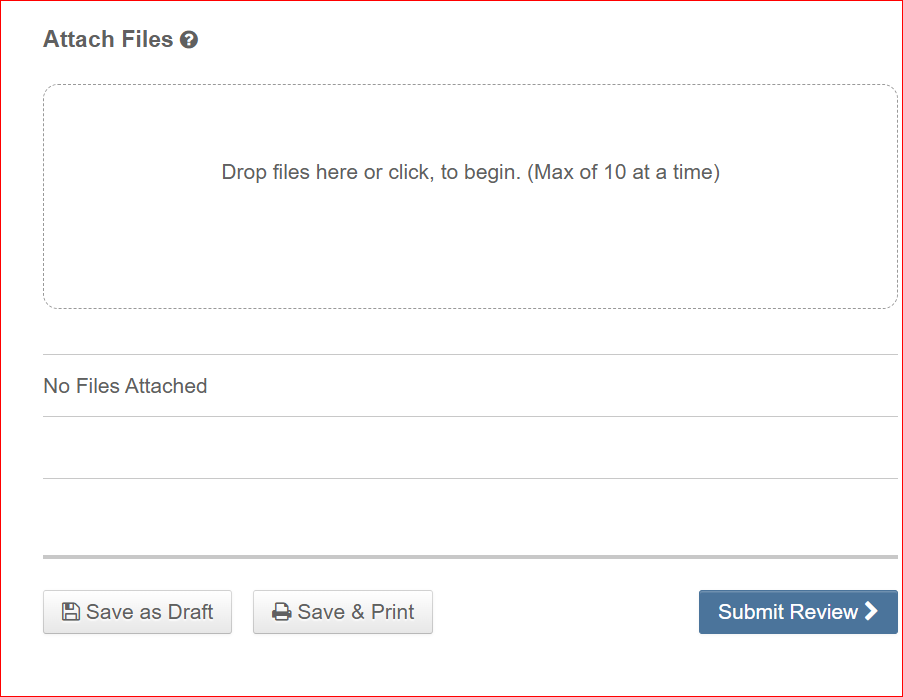 Attach Files
Drop files here or click, to begin. (Max of 10 at a time)
No Files Attached
Save as Draft
Save & Print
Submit Review